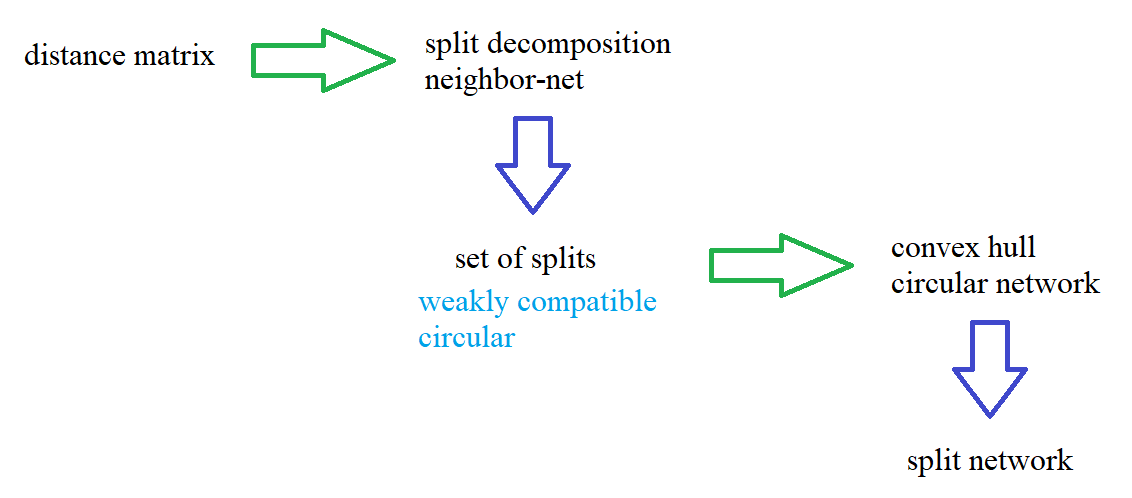 distance matrix
split decomposition
neighbor-net
set of splits
weakly compatible
circular
convex hull
circular network
split network